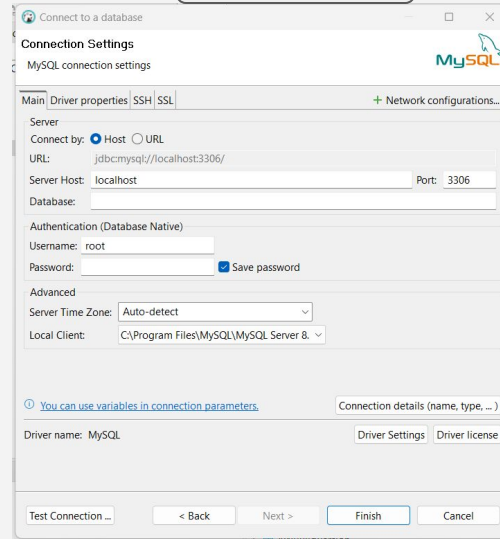 Connect to a database
Connection Settings
MySQL connection settings
MySQL
Main Driver properties SSH SSL + Network configurations...
Server
Connect by: Host URL
URL: jdbc:mysql://localhost:3306/
Server Host: localhost Port: 3306
Database:
Authentication (Database Native)
Username: root
Password: Save password
Advanced
Server Time Zone: Auto-detect
Local Client: C:\Program Files\MySQL\MySQL Server 8.
You can use variables in connection parameters. Connection details (name, type, ... )
Driver name: MySQL Driver Settings Driver license
Test Connection ... < Back Next > Finish Cancel